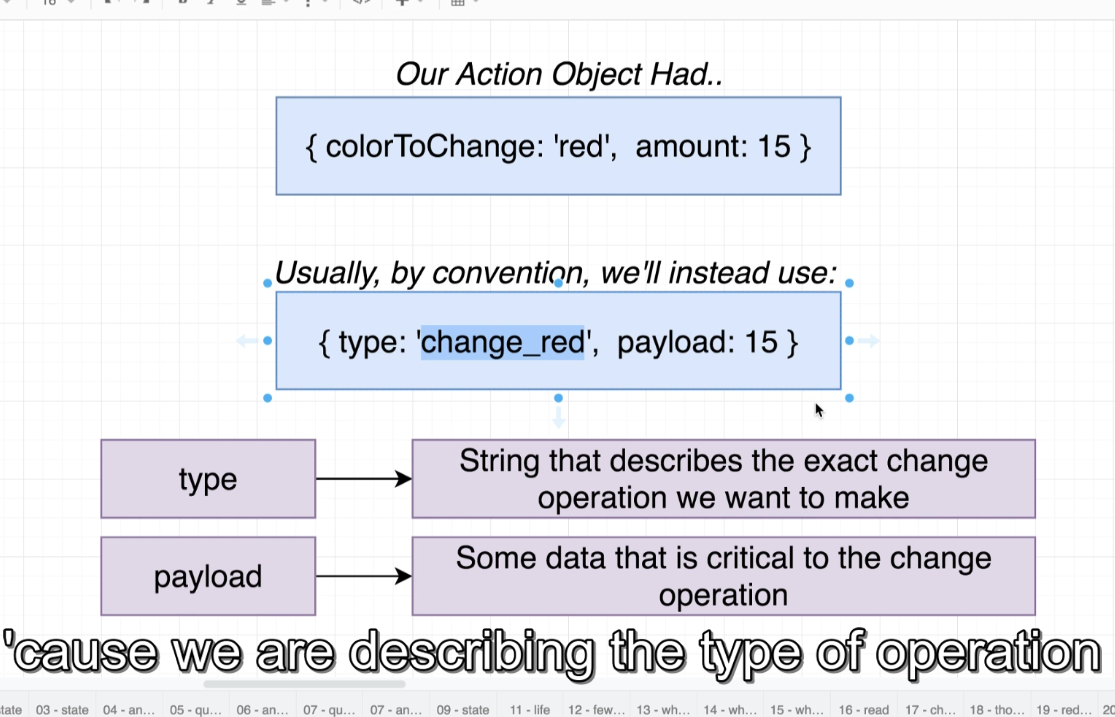 Our Action Object Had..
{ colorToChange: 'red', amount: 15 }
Usually, by convention, we'll instead use:
{ type: 'change_red', payload: 15 }
type
String that describes the exact change
operation we want to make
payload
Some data that is critical to the change
operation
'cause we are describing the type of operation
tate 03 - state 04 - an... 05 - qu... 06 - an... 07 - qu... 07 - an... 09 - state 11 - life 12 - few... 13 - wh... 14 - wh... 15 - wh... 16 - read 17 - ch... 18 - tho... 19 - red...